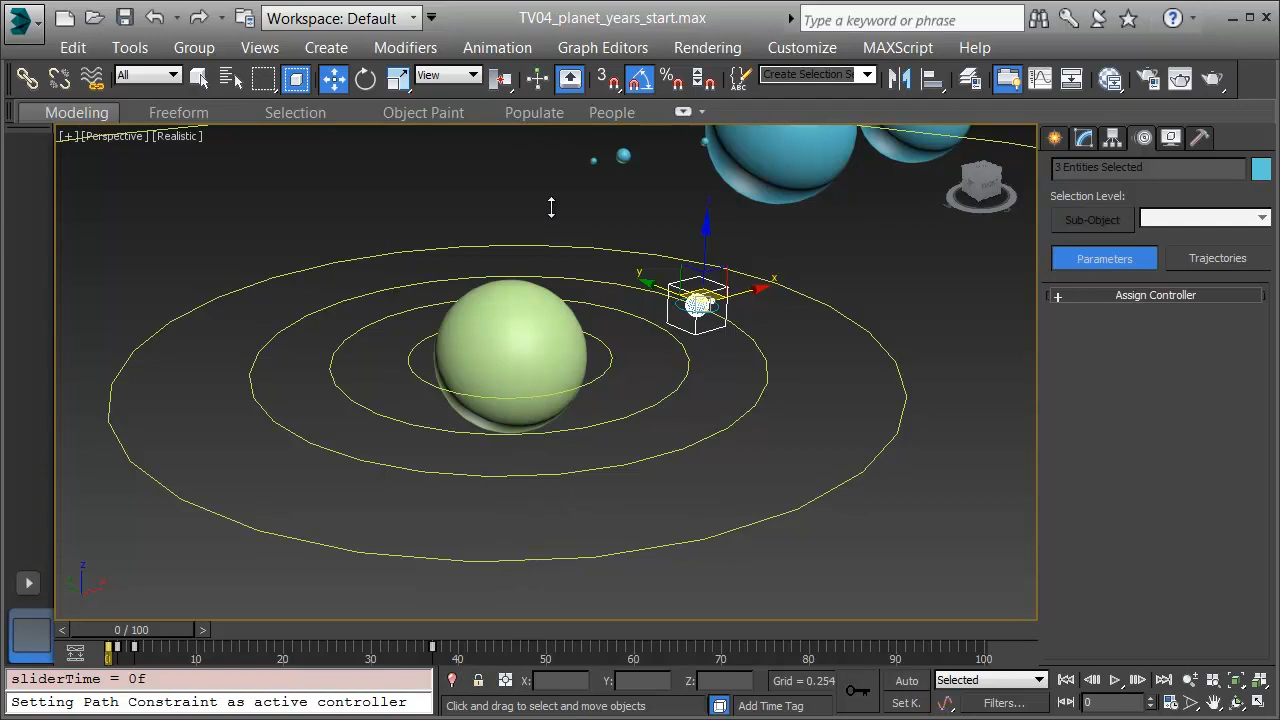 Workspace: Default
TV04_planet_years_start.max
Type a keyword or phrase
Edit Tools Group Views Create Modifiers Animation Graph Editors Rendering Customize MAXScript Help
All
View
3
%
ABC
Create Selection Se
Modeling Freeform Selection Object Paint Populate People
[+][Perspective][Realistic]
3 Entities Selected
Selection Level:
Sub-Object
Parameters Trajectories
+ Assign Controller
y
x
z
0 / 100
10 20 30 40 50 60 70 80 90 100
sliderTime = 0f
Setting Path Constraint as active controller
X: Y: Z: Grid = 0.254
Click and drag to select and move objects
Add Time Tag
Auto
Set K.
Selected
Filters...
0